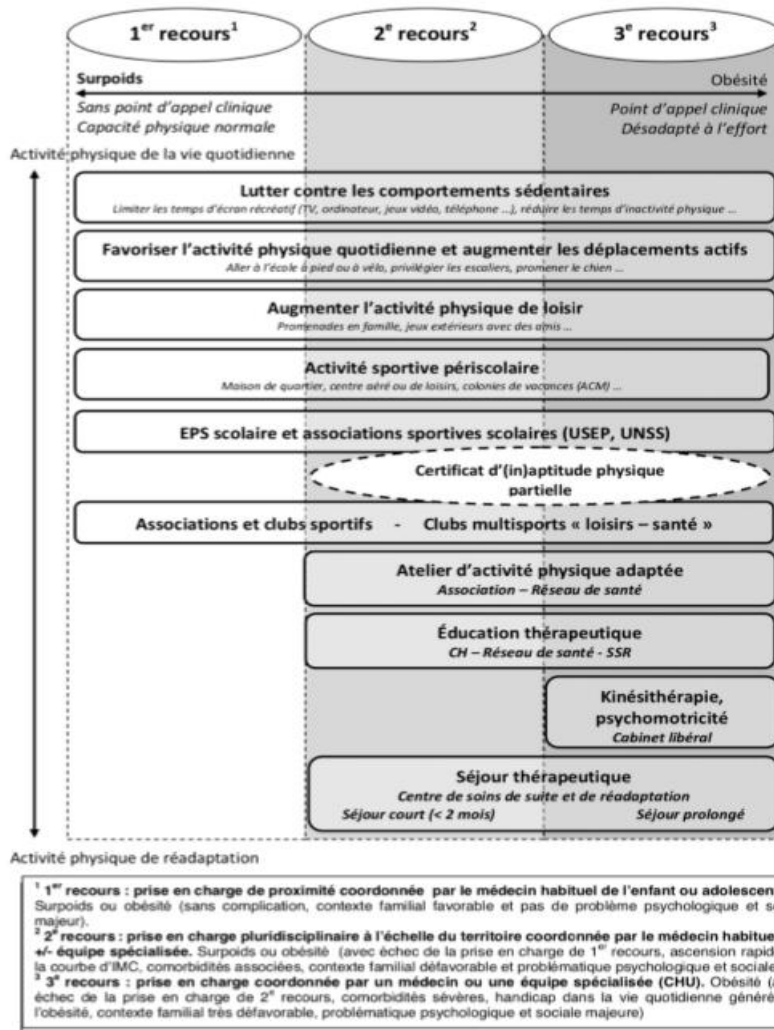 1er recours1 2e recours2 3e recours3
Surpoids Obésité
Sans point d'appel clinique Point d'appel clinique
Capacité physique normale Désadapté à l'effort
Activité physique de la vie quotidienne
Lutter contre les comportements sédentaires
Limiter les temps d'écran récréatif (TV, ordinateur, jeux vidéo, téléphone ...), réduire les temps d'inactivité physique ...
Favoriser l'activité physique quotidienne et augmenter les déplacements actifs
Aller à l'école à pied ou à vélo, privilégier les escaliers, promener le chien ...
Augmenter l'activité physique de loisir
Promenades en famille, jeux extérieurs avec des amis ...
Activité sportive périscolaire
Maison de quartier, centre aéré ou de loisirs, colonies de vacances (ACM) ...
EPS scolaire et associations sportives scolaires (USEP, UNSS)
Certificat d'(in)aptitude physique
partielle
Associations et clubs sportifs - Clubs multisports « loisirs – santé »
Atelier d'activité physique adaptée
Association – Réseau de santé
Éducation thérapeutique
CH – Réseau de santé - SSR
Kinésithérapie,
psychomotricité
Cabinet libéral
Séjour thérapeutique
Centre de soins de suite et de réadaptation
Séjour court (< 2 mois) Séjour prolongé
Activité physique de réadaptation
1 1er recours : prise en charge de proximité coordonnée par le médecin habituel de l'enfant ou adolescen
Surpoids ou obésité (sans complication, contexte familial favorable et pas de problème psychologique et so
majeur).
2 2e recours : prise en charge pluridisciplinaire à l'échelle du territoire coordonnée par le médecin habitue
+/- équipe spécialisée. Surpoids ou obésité (avec échec de la prise en charge de 1er recours, ascension rapid
la courbe d'IMC, comorbidités associées, contexte familial défavorable et problématique psychologique et sociale
3 3e recours : prise en charge coordonnée par un médecin ou une équipe spécialisée (CHU). Obésité (a
échec de la prise en charge de 2e recours, comorbidités sévères, handicap dans la vie quotidienne génér
l'obésité, contexte familial très défavorable, problématique psychologique et sociale majeure)